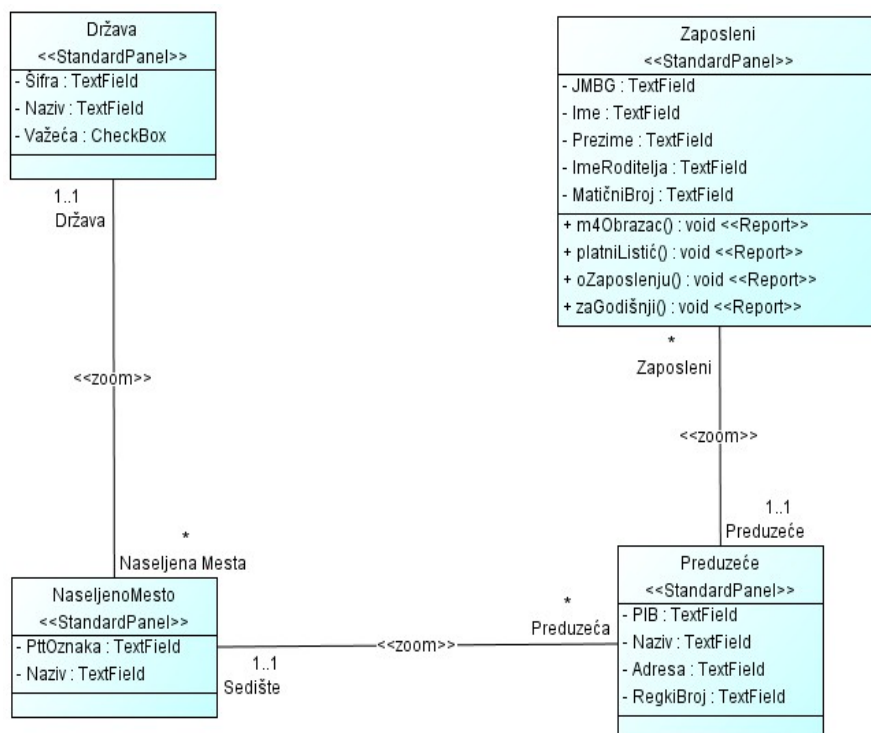 Država
<<StandardPanel>>
- Šifra : TextField
- Naziv : TextField
- Važeća : CheckBox
1..1
Država
<<zoom>>
*
Naseljena Mesta
NaseljenoMesto
<<StandardPanel>>
- PttOznaka : TextField
- Naziv : TextField
1..1
Sedište
<<zoom>>
*
Preduzeća
Zaposleni
<<StandardPanel>>
- JMBG : TextField
- Ime : TextField
- Prezime : TextField
- ImeRoditelja : TextField
- MatičniBroj : TextField
+ m4Obrazac() : void <<Report>>
+ platniListić() : void <<Report>>
+ oZaposlenju() : void <<Report>>
+ zaGodišnji() : void <<Report>>
*
Zaposleni
<<zoom>>
1..1
Preduzeće
Preduzeće
<<StandardPanel>>
- PIB : TextField
- Naziv : TextField
- Adresa : TextField
- RegkiBroj : TextField